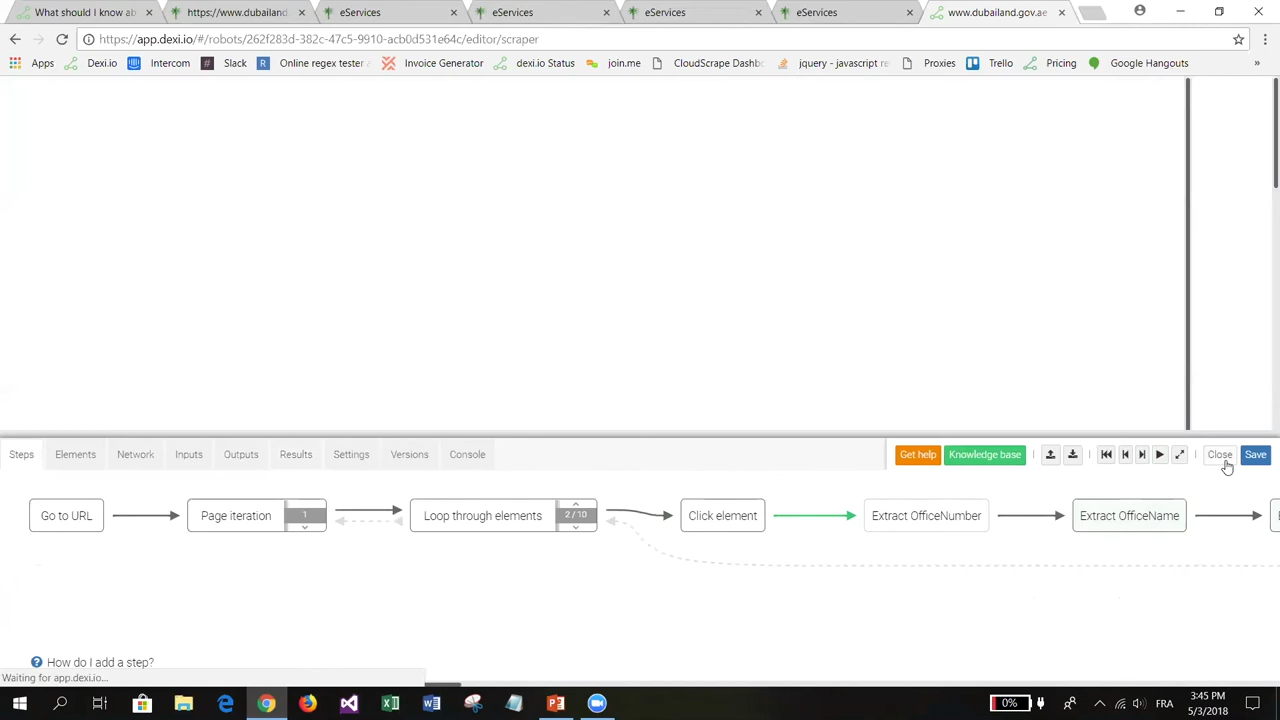 What should I know ab
https://www.dubailand
eServices
eServices
eServices
eServices
www.dubailand.gov.ae
https://app.dexi.io/#/robots/262f283d-382c-47c5-9910-acb0d531e64c/editor/scraper
Apps Dexi.io Intercom Slack Online regex tester Invoice Generator dexi.io Status join.me CloudScrape Dashb jquery - javascript re Proxies Trello Pricing Google Hangouts »
Steps Elements Network Inputs Outputs Results Settings Versions Console Get help Knowledge base Close Save
Go to URL Page iteration 1 Loop through elements 2 / 10 Click element Extract OfficeNumber Extract OfficeName
How do I add a step?
Waiting for app.dexi.io...
0% FRA 3:45 PM
5/3/2018